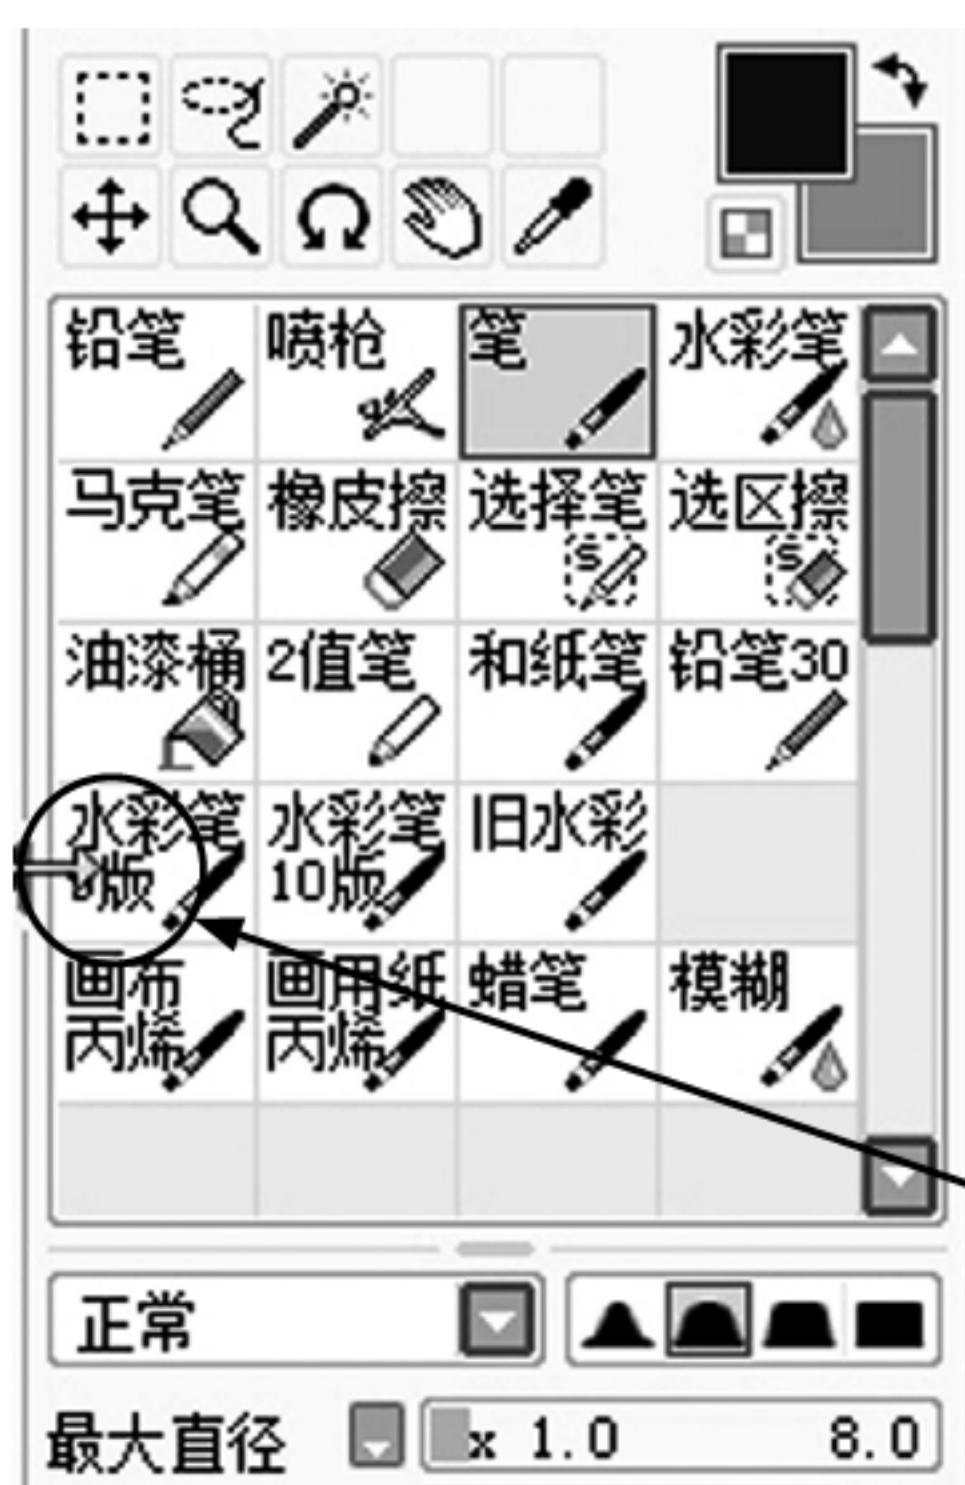 铅笔 喷枪 笔 水彩笔
马克笔 橡皮擦 选择笔 选区擦
油漆桶 2值笔 和纸笔 铅笔30
水彩笔 水彩笔 旧水彩
版 10版
画布 画用纸 蜡笔 模糊
丙烯 丙烯
正常
最大直径 x 1.0 8.0